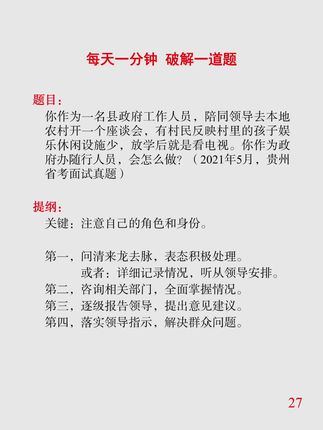 每天一分钟 破解一道题
题目：
你作为一名县政府工作人员，陪同领导去本地
农村开一个座谈会，有村民反映村里的孩子娱
乐休闲设施少，放学后就是看电视。你作为政
府办随行人员，会怎么做？（2021年5月，贵州
省考面试真题）
提纲：
关键：注意自己的角色和身份。
第一，问清来龙去脉，表态积极处理。
或者：详细记录情况，听从领导安排。
第二，咨询相关部门，全面掌握情况。
第三，逐级报告领导，提出意见建议。
第四，落实领导指示，解决群众问题。
27